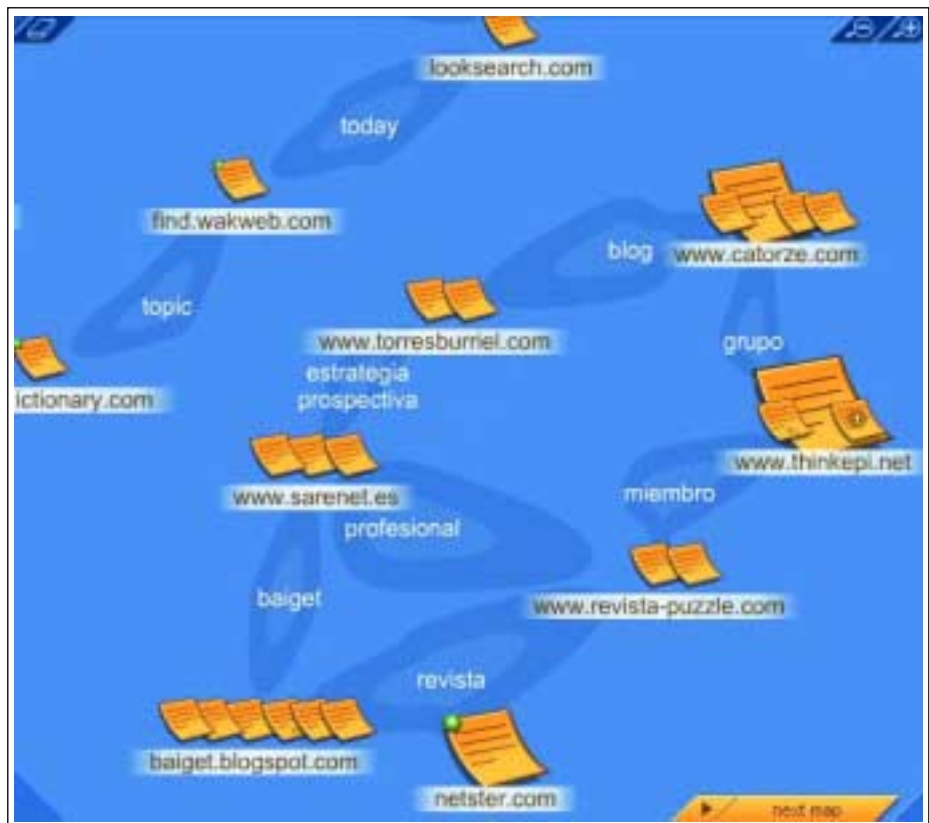 looksearch.com
today
find.wakweb.com
blog
www.catorze.com
topic
www.torresburriel.com
grupo
estrategia
prospectiva
ictionary.com
www.thinkepi.net
www.sarenet.es
miembro
profesional
baiget
www.revista-puzzle.com
revista
baiget.blogspot.com
netster.com
next map